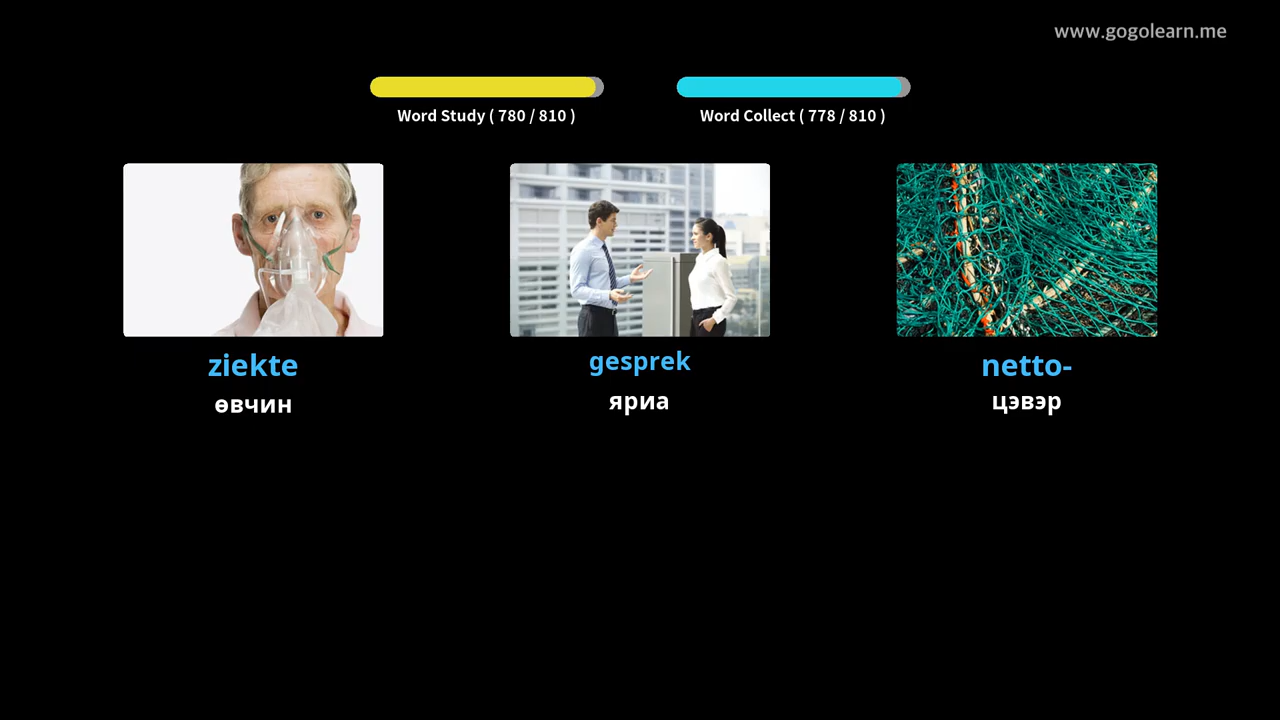 www.gogolearn.me
Word Study ( 780 / 810 )
Word Collect ( 778 / 810 )
ziekte
өвчин
gesprek
яриа
netto-
цэвэр